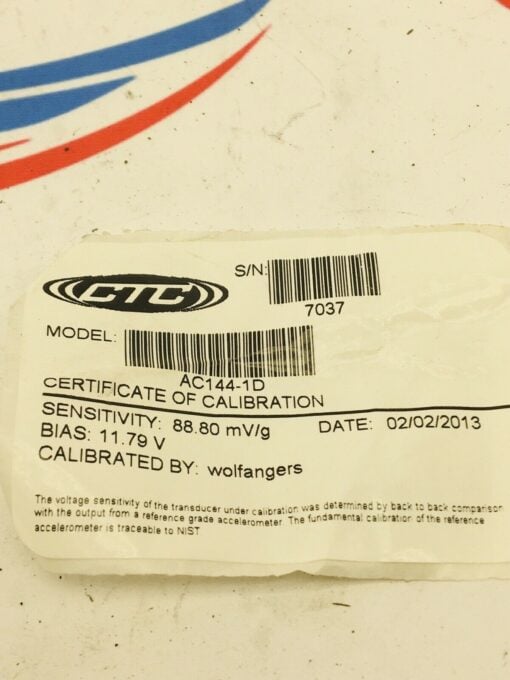 CTC
S/N:
7037
MODEL:
AC144-1D
CERTIFICATE OF CALIBRATION
SENSITIVITY: 88.80 mV/g DATE: 02/02/2013
BIAS: 11.79 V
CALIBRATED BY: wolfangers
The voltage sensitivity of the transducer under calibration was determined by back to back comparison
with the output from a reference grade accelerometer. The fundamental calibration of the reference
accelerometer is traceable to NIST